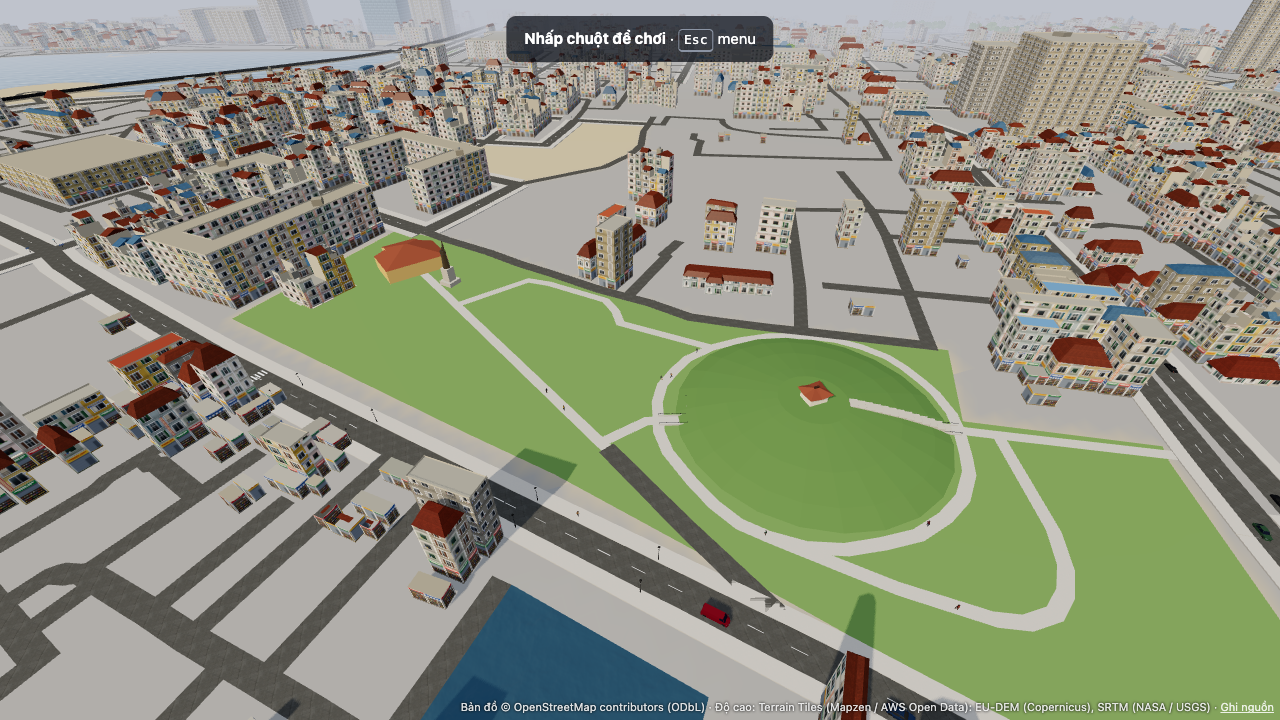 Nhấp chuột để chơi · Esc menu
Bản đồ © OpenStreetMap contributors (ODbL) · Độ cao: Terrain Tiles (Mapzen / AWS Open Data): EU-DEM (Copernicus), SRTM (NASA / USGS) · Ghi nguồn